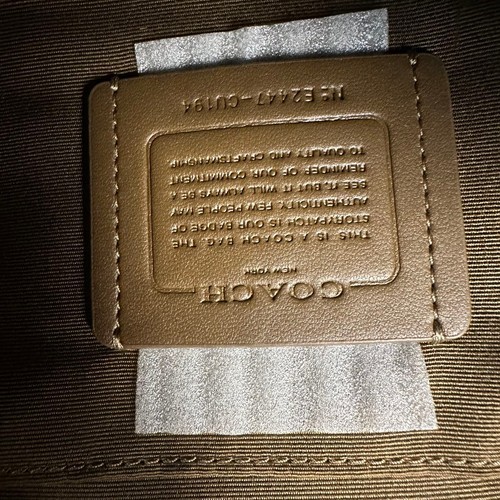 COACH
NEW YORK
THIS IS A COACH BAG. THE
STORYPATCH IS OUR BADGE OF
AUTHENTICITY. FEW PEOPLE MAY
SEE IT, BUT IT WILL ALWAYS BE A
REMINDER OF OUR COMMITMENT
TO QUALITY AND CRAFTSMANSHIP.
Nº E2447-CU194